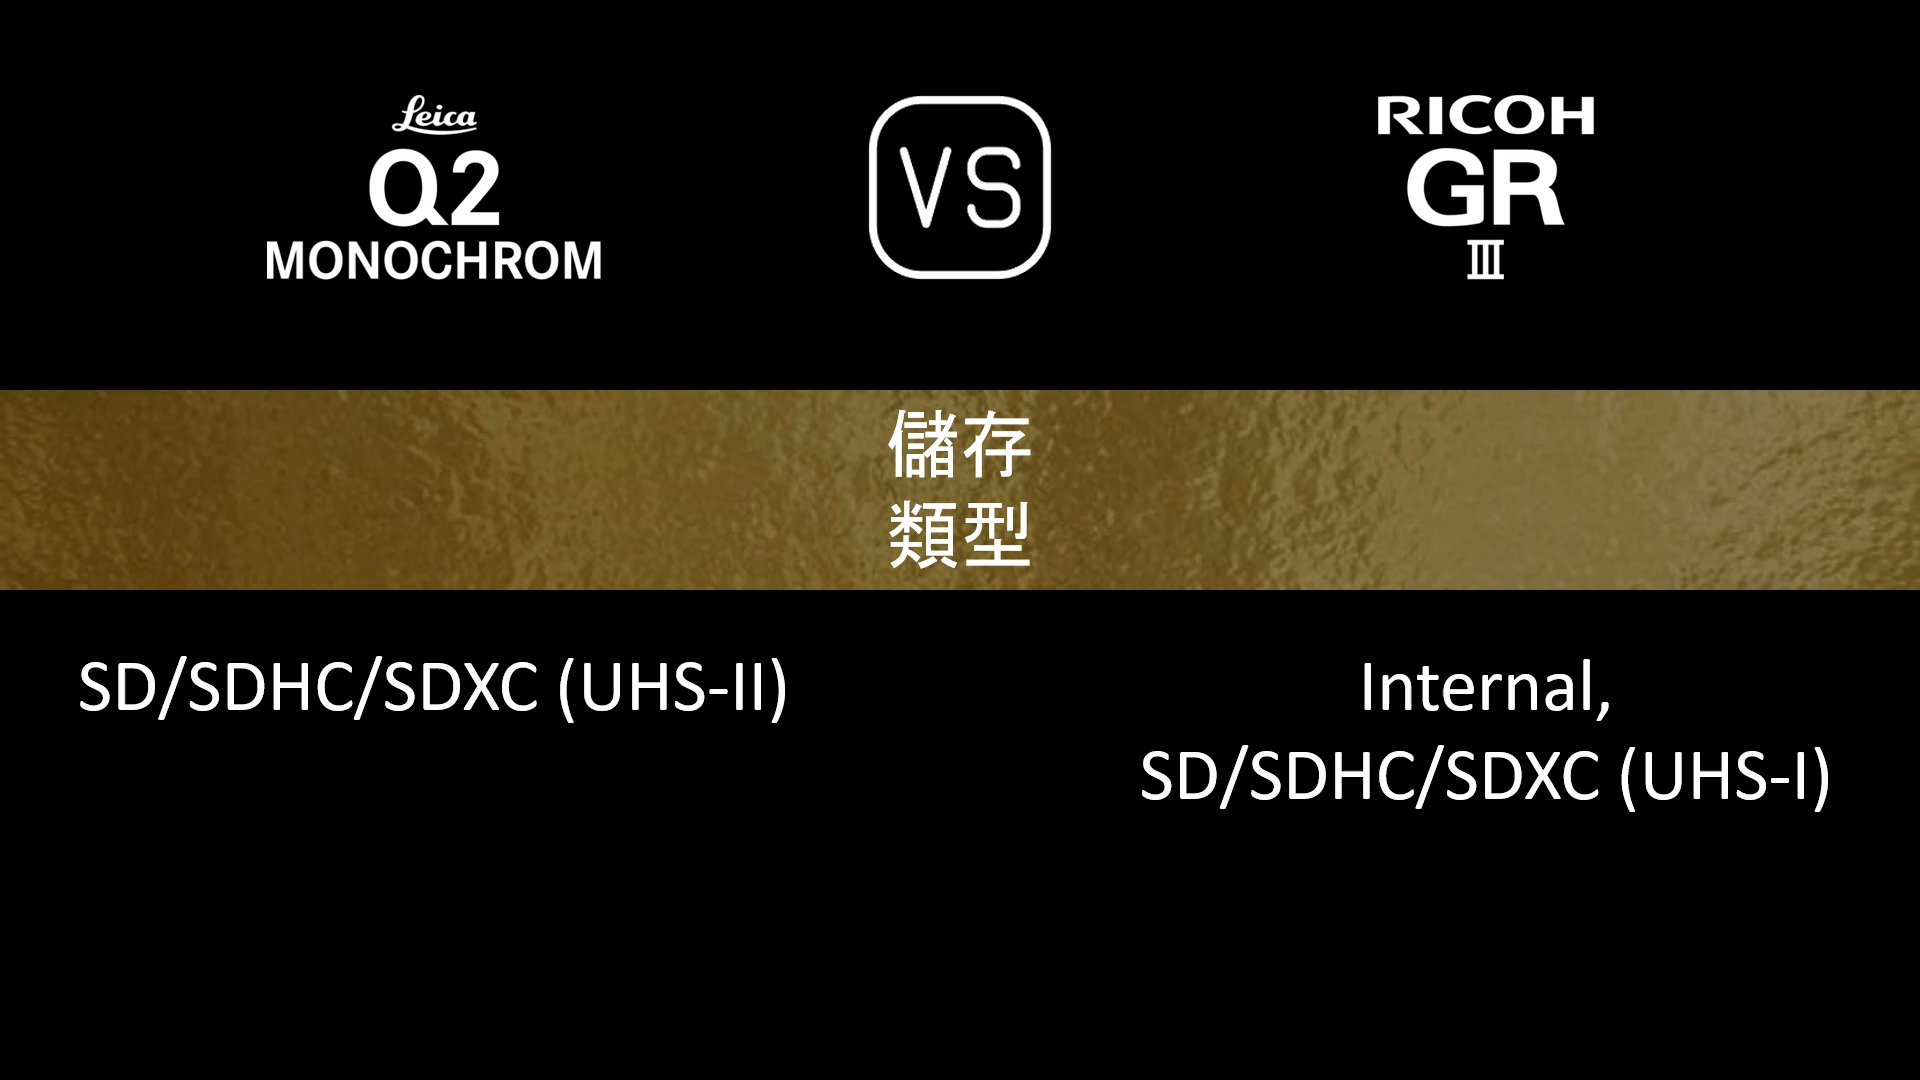 Leica
Q2
MONOCHROM
VS
RICOH
GR
III
儲存
類型
SD/SDHC/SDXC (UHS-II)
Internal,
SD/SDHC/SDXC (UHS-I)